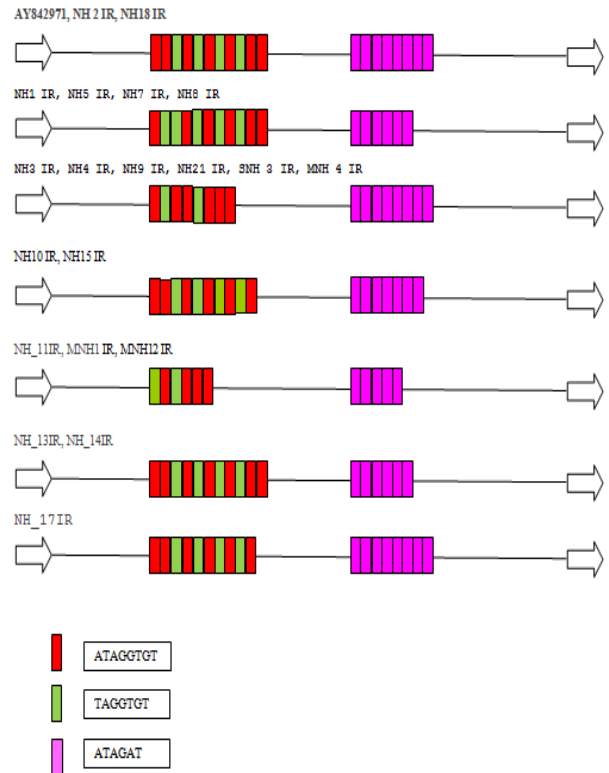 AY842971, NH 2 IR, NH18 IR
NH1 IR, NH5 IR, NH7 IR, NH8 IR
NH3 IR, NH4 IR, NH9 IR, NH21 IR, SNH 3 IR, MNH 4 IR
NH10 IR, NH15 IR
NH_11IR, MNH1 IR, MNH12 IR
NH_13IR, NH_14IR
NH_17 IR
ATAGGTGT
TAGGTGT
ATAGAT